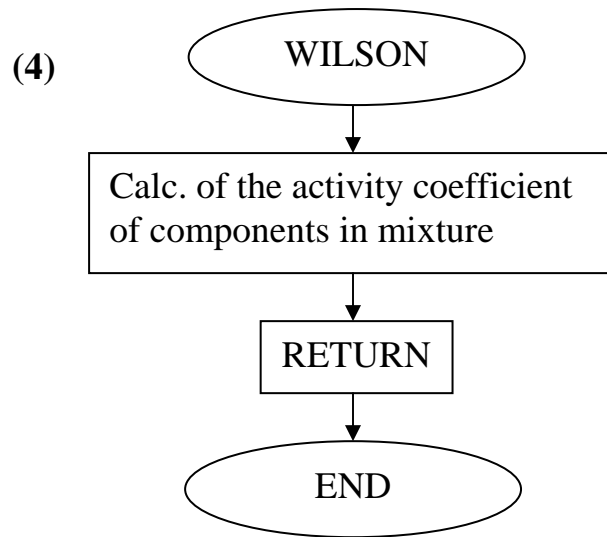 (4)
WILSON
Calc. of the activity coefficient
of components in mixture
RETURN
END